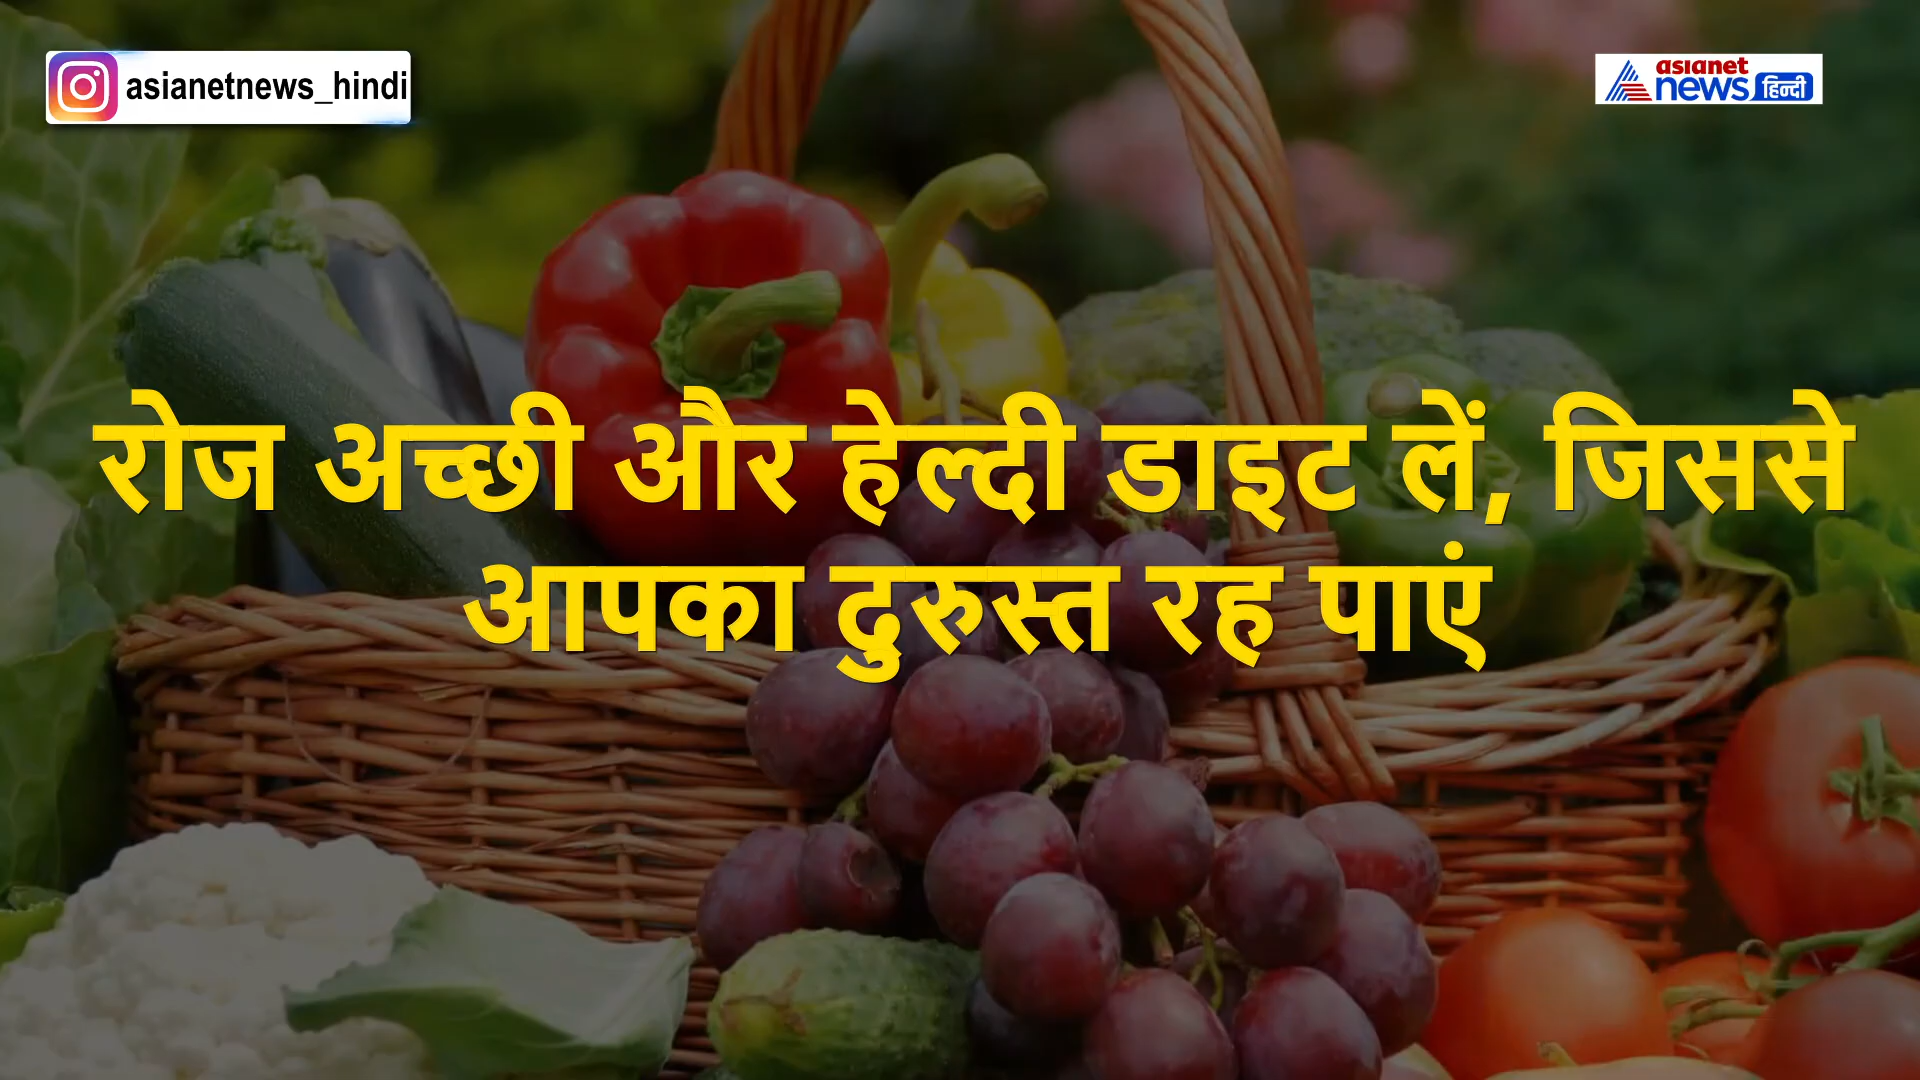 asianetnews_hindi
asianet
news हिन्दी
रोज अच्छी और हेल्दी डाइट लें, जिससे
आपका दुरुस्त रह पाएं